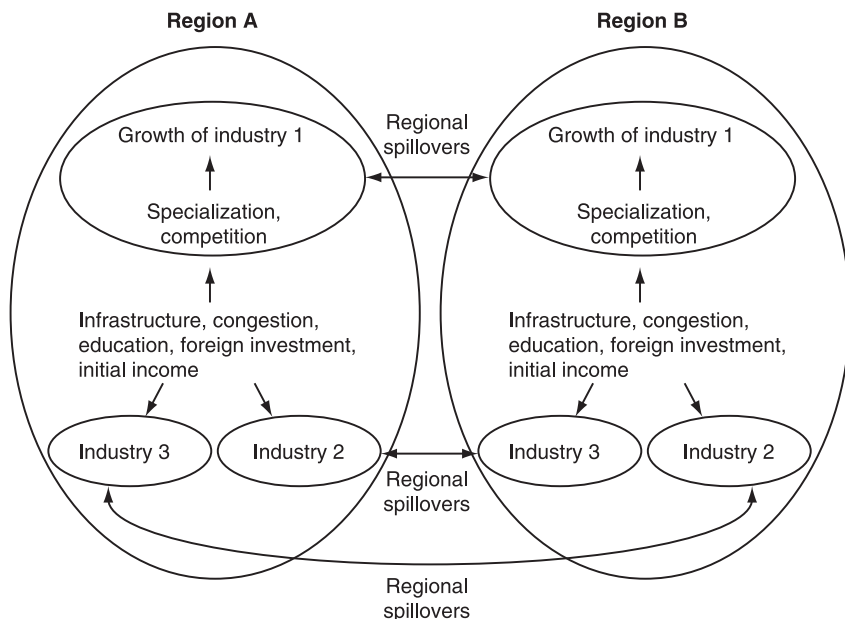 Region A
Region B
Growth of industry 1
Specialization,
competition
Infrastructure, congestion,
education, foreign investment,
initial income
Industry 3
Industry 2
Regional
spillovers
Growth of industry 1
Specialization,
competition
Infrastructure, congestion,
education, foreign investment,
initial income
Industry 3
Industry 2
Regional
spillovers
Regional
spillovers